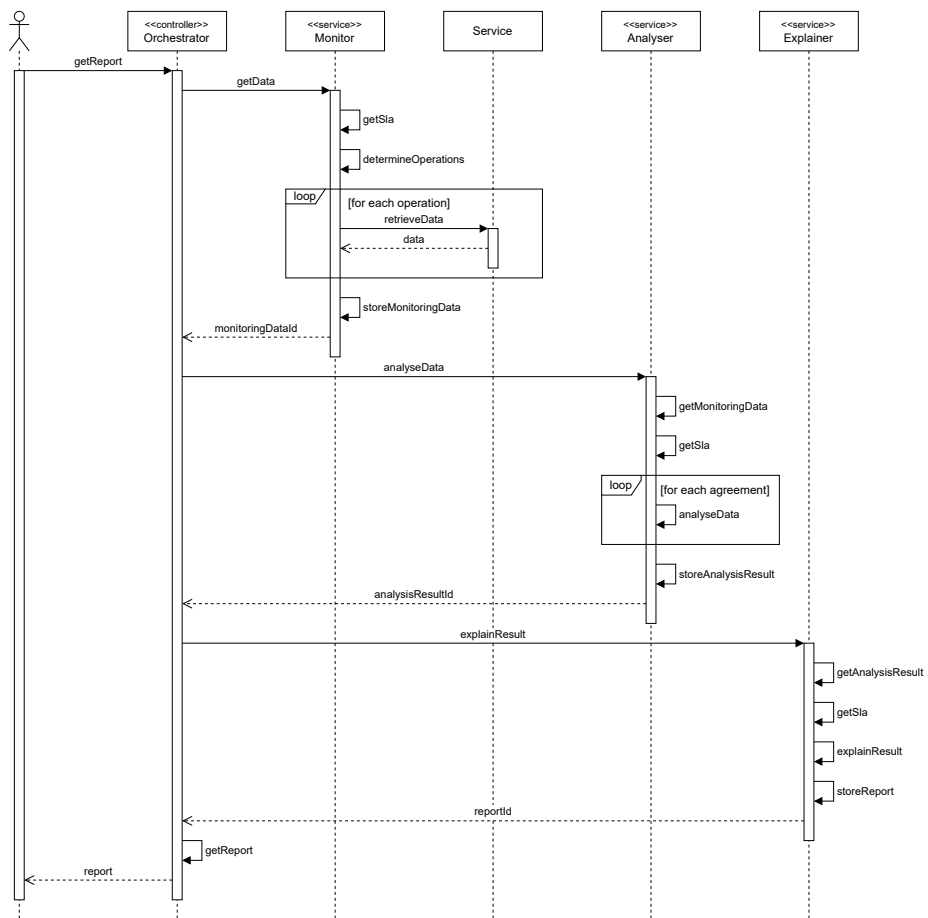 <<controller>>
Orchestrator
<<service>>
Monitor
Service
<<service>>
Analyser
<<service>>
Explainer
getReport
getData
getSla
determineOperations
loop
[for each operation]
retrieveData
data
storeMonitoringData
monitoringDataId
analyseData
getMonitoringData
getSla
loop
[for each agreement]
analyseData
storeAnalysisResult
analysisResultId
explainResult
getAnalysisResult
getSla
explainResult
storeReport
reportId
getReport
report